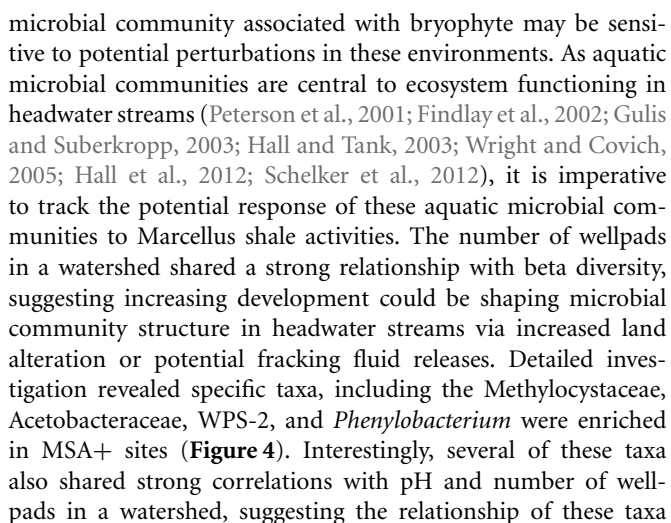 microbial community associated with bryophyte may be sensi-
tive to potential perturbations in these environments. As aquatic
microbial communities are central to ecosystem functioning in
headwater streams (Peterson et al., 2001; Findlay et al., 2002; Gulis
and Suberkropp, 2003; Hall and Tank, 2003; Wright and Covich,
2005; Hall et al., 2012; Schelker et al., 2012), it is imperative
to track the potential response of these aquatic microbial com-
munities to Marcellus shale activities. The number of wellpads
in a watershed shared a strong relationship with beta diversity,
suggesting increasing development could be shaping microbial
community structure in headwater streams via increased land
alteration or potential fracking fluid releases. Detailed inves-
tigation revealed specific taxa, including the Methylocystaceae,
Acetobacteraceae, WPS-2, and Phenylobacterium were enriched
in MSA+ sites (Figure 4). Interestingly, several of these taxa
also shared strong correlations with pH and number of well-
pads in a watershed, suggesting the relationship of these taxa